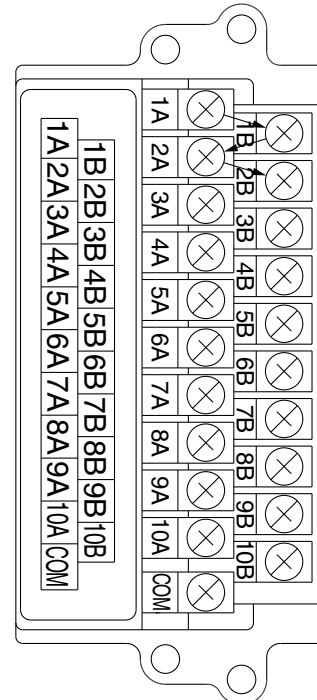 1A 2A 3A 4A 5A 6A 7A 8A 9A 10A COM
1B 2B 3B 4B 5B 6B 7B 8B 9B 10B
1A
2A
3A
4A
5A
6A
7A
8A
9A
10A
COM.
1B
2B
3B
4B
5B
6B
7B
8B
9B
10B